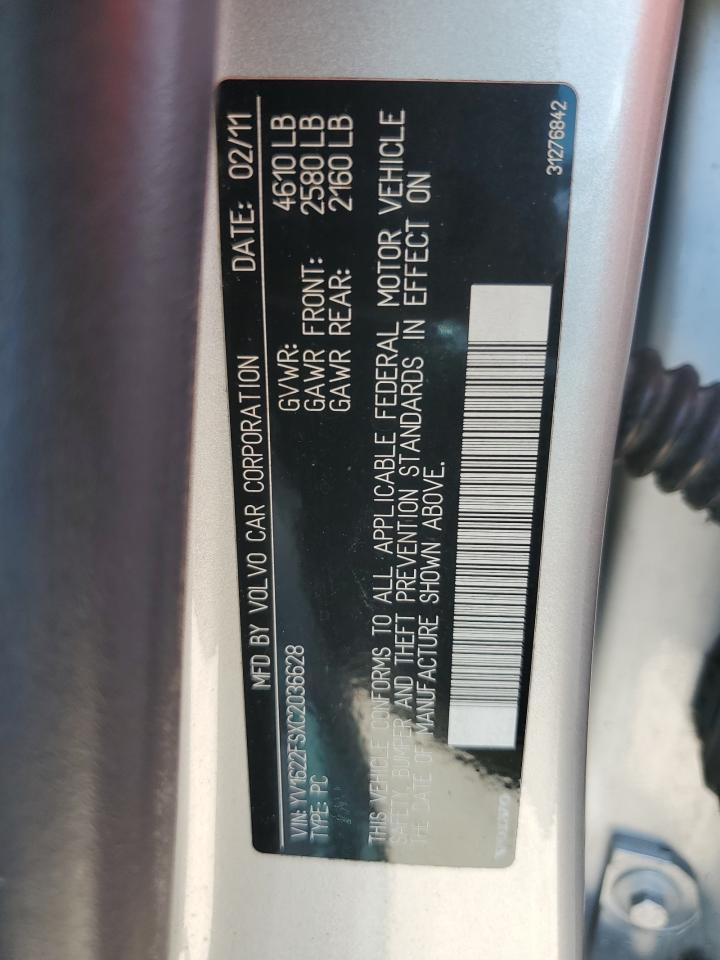 MFD BY VOLVO CAR CORPORATION DATE: 02/11
GVWR: 4610 LB
GAWR FRONT: 2580 LB
GAWR REAR: 2160 LB
VIN: YV1622FSXC2036628
TYPE: PC
THIS VEHICLE CONFORMS TO ALL APPLICABLE FEDERAL MOTOR VEHICLE
SAFETY, BUMPER AND THEFT PREVENTION STANDARDS IN EFFECT ON
THE DATE OF MANUFACTURE SHOWN ABOVE.
VOLVO
31276842